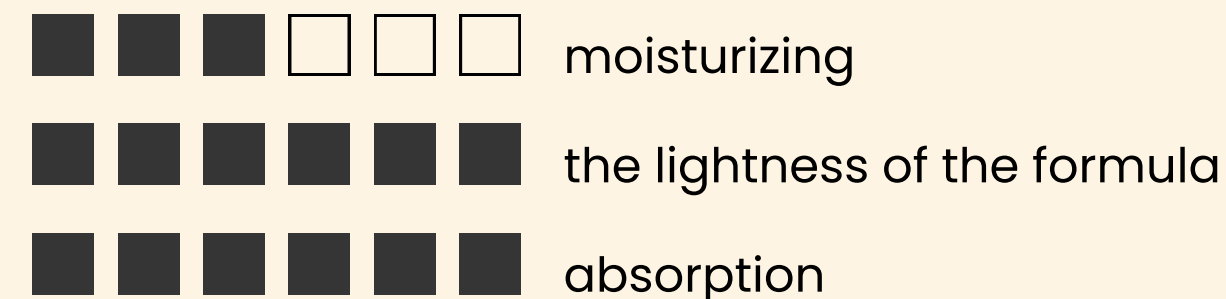 moisturizing
the lightness of the formula
absorption